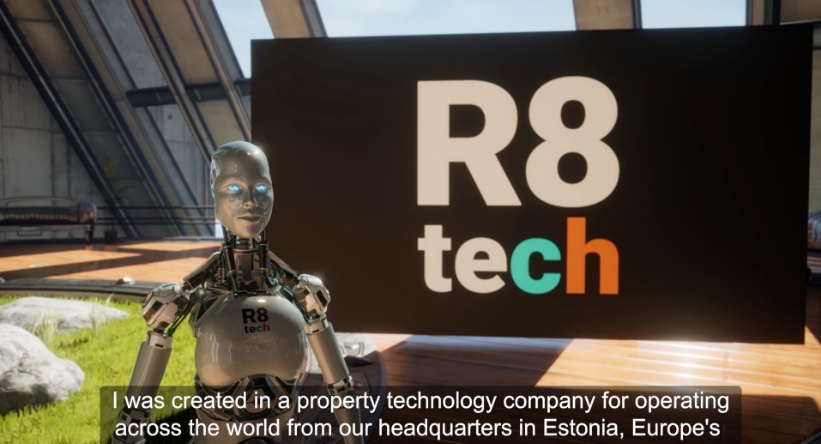 R8
tech
R8
tech
I was created in a property technology company for operating
across the world from our headquarters in Estonia, Europe's